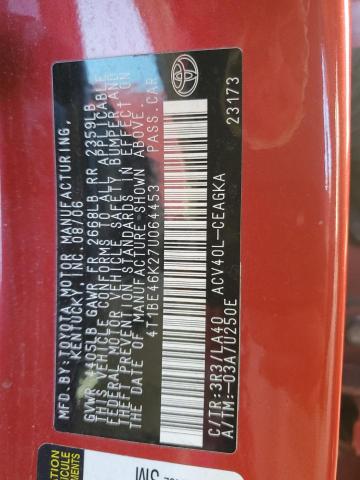 MFD. BY: TOYOTA MOTOR MANUFACTURING,
KENTUCKY, INC. 08/06
GVWR 4405LB GAWR FR 2668LB RR 2359LB
THIS VEHICLE CONFORMS TO ALL APPLICABLE
FEDERAL MOTOR VEHICLE SAFETY, BUMPER, AND
THEFT PREVENTION STANDARDS IN EFFECT ON
THE DATE OF MANUFACTURE SHOWN ABOVE.
4T1BE46K27U064453 PASS. CAR
C/TR: 3R3/LA40 ACV40L-CEAGKA
A/TM: -03A/U250E 23173
TOYOTA